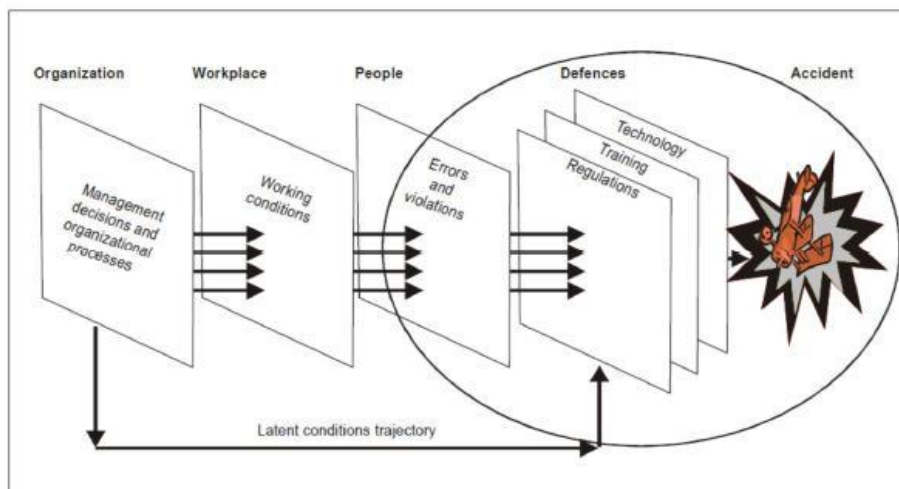 Organization
Workplace
People
Defences
Accident
Management
decisions and
organizational
processes
Working
conditions
Errors
and
violations
Technology
Training
Regulations
Latent conditions trajectory